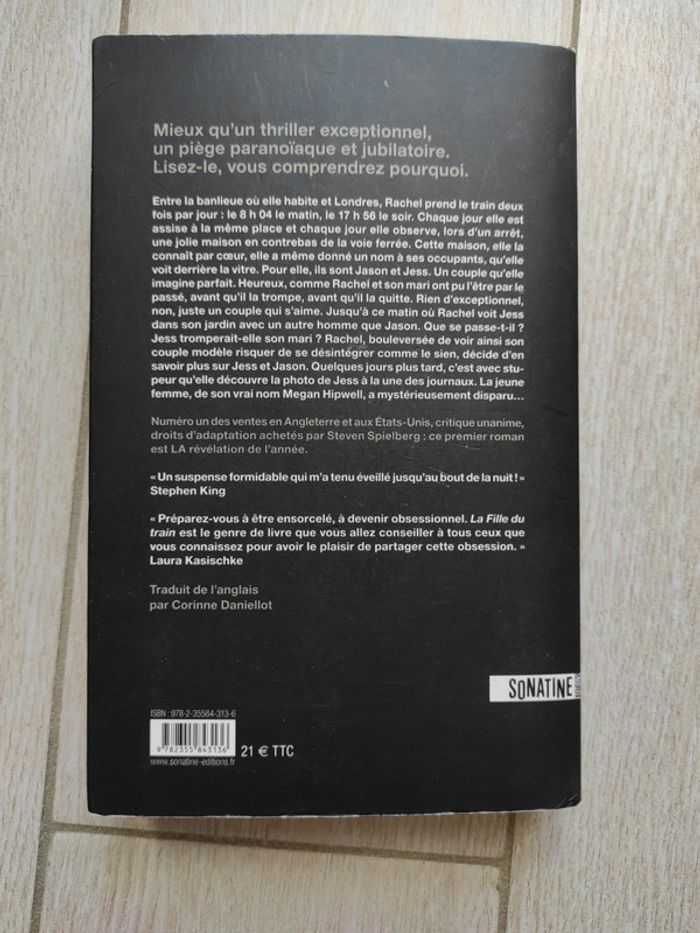 Mieux qu'un thriller exceptionnel,
un piège paranoïaque et jubilatoire.
Lisez-le, vous comprendrez pourquoi.
Entre la banlieue où elle habite et Londres, Rachel prend le train deux
fois par jour : le 8 h 04 le matin, le 17 h 56 le soir. Chaque jour elle est
assise à la même place et chaque jour elle observe, lors d'un arrêt,
une jolie maison en contrebas de la voie ferrée. Cette maison, elle la
connaît par cœur, elle a même donné un nom à ses occupants, qu'elle
voit derrière la vitre. Pour elle, ils sont Jason et Jess. Un couple qu'elle
imagine parfait. Heureux, comme Rachel et son mari ont pu l'être par le
passé, avant qu'il la trompe, avant qu'il la quitte. Rien d'exceptionnel,
non, juste un couple qui s'aime. Jusqu'à ce matin où Rachel voit Jess
dans son jardin avec un autre homme que Jason. Que se passe-t-il ?
Jess tromperait-elle son mari ? Rachel, bouleversée de voir ainsi son
couple modèle risquer de se désintégrer comme le sien, décide d'en
savoir plus sur Jess et Jason. Quelques jours plus tard, c'est avec stu-
peur qu'elle découvre la photo de Jess à la une des journaux. La jeune
femme, de son vrai nom Megan Hipwell, a mystérieusement disparu…
Numéro un des ventes en Angleterre et aux États-Unis, critique unanime,
droits d'adaptation achetés par Steven Spielberg : ce premier roman
est LA révélation de l'année.
« Un suspense formidable qui m'a tenu éveillé jusqu'au bout de la nuit ! »
Stephen King
« Préparez-vous à être ensorcelé, à devenir obsessionnel. La Fille du
train est le genre de livre que vous allez conseiller à tous ceux que
vous connaissez pour avoir le plaisir de partager cette obsession. »
Laura Kasischke
Traduit de l'anglais
par Corinne Daniellot
SONATINE
ISBN : 978-2-35584-313-6
9 782355 843136
21 € TTC
www.sonatine-editions.fr